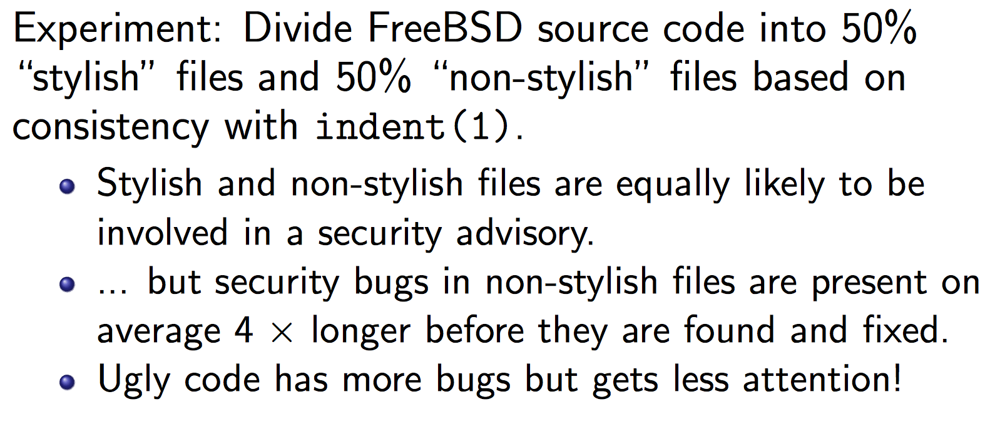 Experiment: Divide FreeBSD source code into 50%
“stylish” files and 50% “non-stylish” files based on
consistency with indent(1).
Stylish and non-stylish files are equally likely to be
involved in a security advisory.
... but security bugs in non-stylish files are present on
average 4 × longer before they are found and fixed.
Ugly code has more bugs but gets less attention!